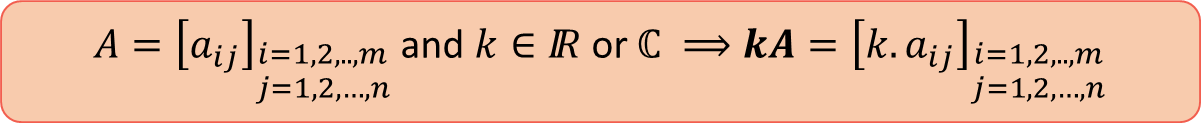 A = [a_{ij}]_{i=1,2,..,m j=1,2,...,n} and k ∈ ℝ or ℂ ⟹ kA = [k. a_{ij}]_{i=1,2,..,m j=1,2,...,n}